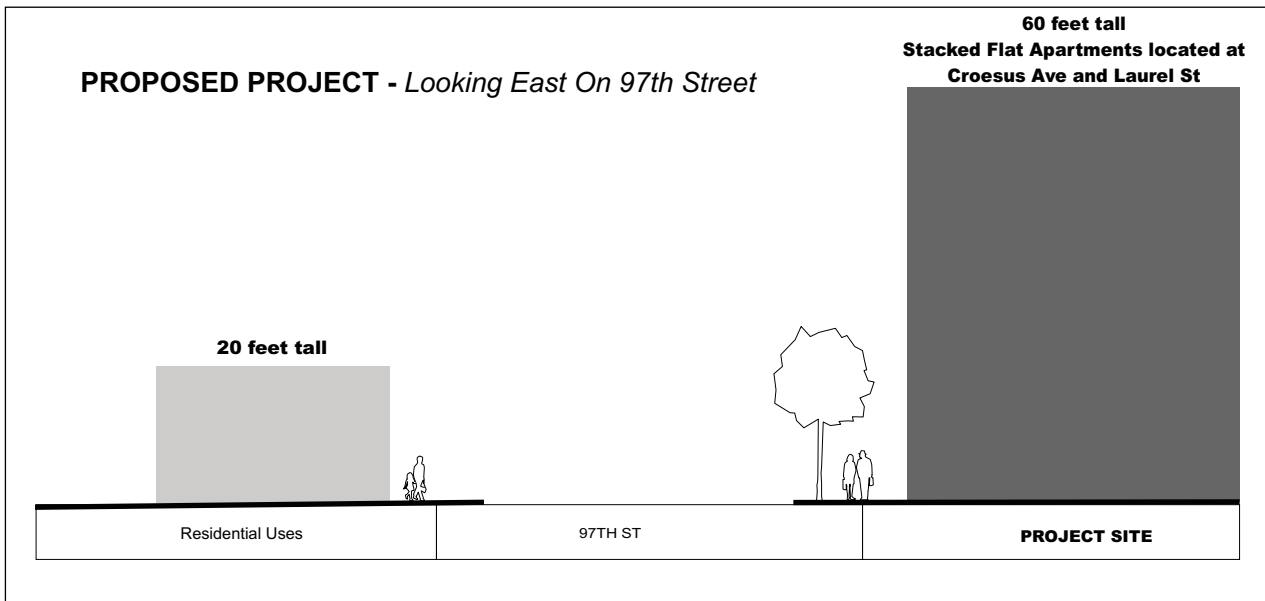 60 feet tall
Stacked Flat Apartments located at
Croesus Ave and Laurel St
PROPOSED PROJECT - Looking East On 97th Street
20 feet tall
Residential Uses
97TH ST
PROJECT SITE